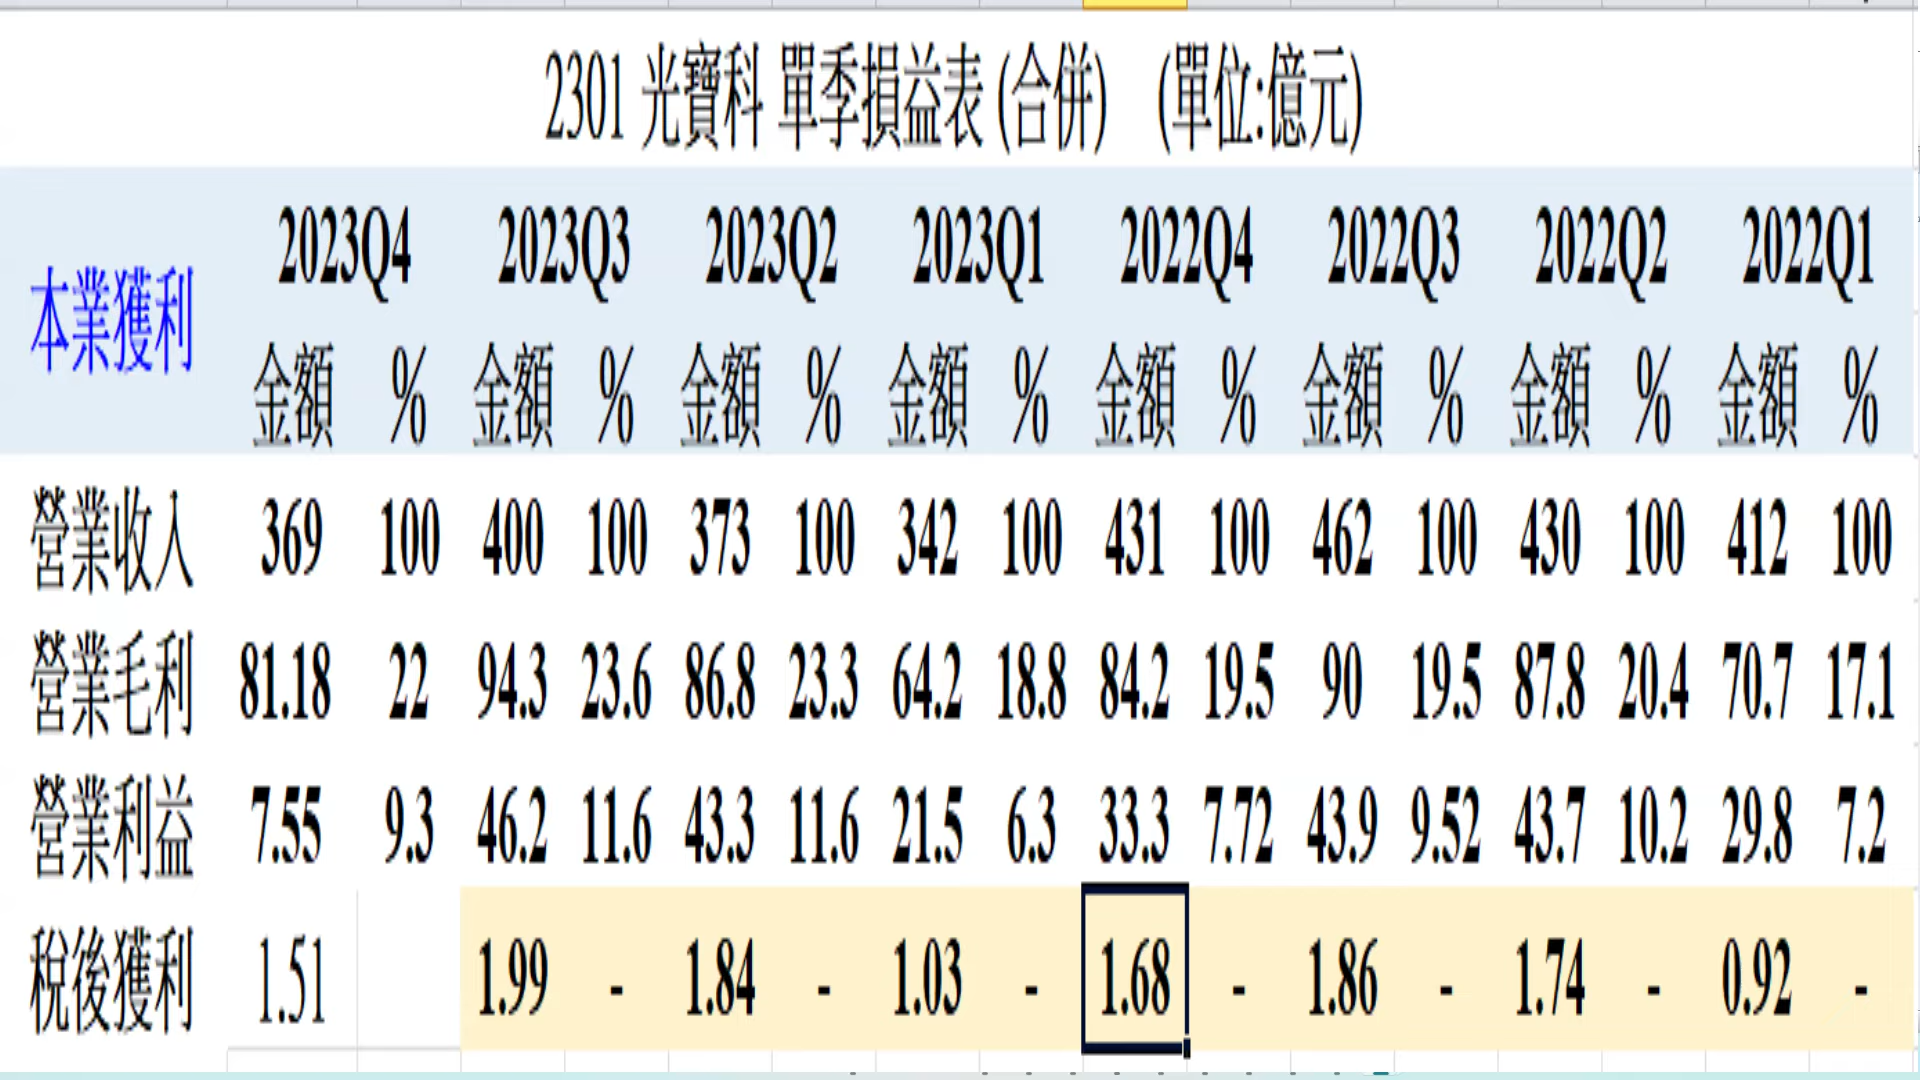 2301 光寶科 單季損益表 (合併) (單位:億元)
本業獲利 2023Q4 2023Q3 2023Q2 2023Q1 2022Q4 2022Q3 2022Q2 2022Q1
金額 % 金額 % 金額 % 金額 % 金額 % 金額 % 金額 % 金額 %
營業收入 369 100 400 100 373 100 342 100 431 100 462 100 430 100 412 100
營業毛利 81.18 22 94.3 23.6 86.8 23.3 64.2 18.8 84.2 19.5 90 19.5 87.8 20.4 70.7 17.1
營業利益 7.55 9.3 46.2 11.6 43.3 11.6 21.5 6.3 33.3 7.72 43.9 9.52 43.7 10.2 29.8 7.2
稅後獲利 1.51 1.99 - 1.84 - 1.03 - 1.68 - 1.86 - 1.74 - 0.92 -